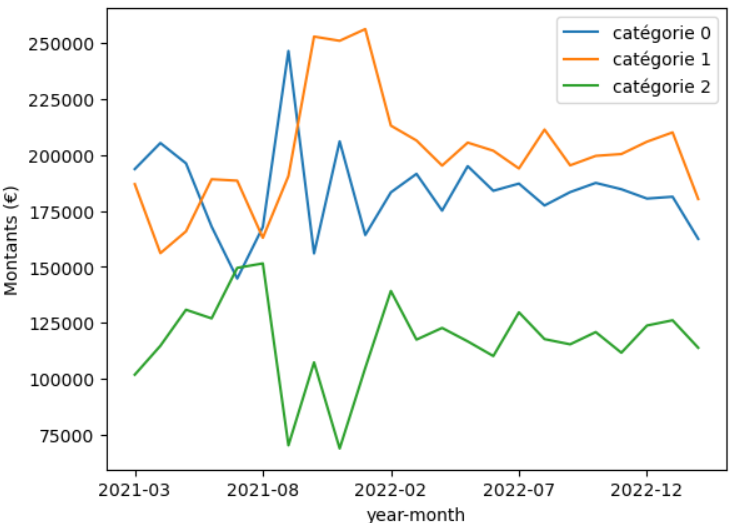 catégorie 0
catégorie 1
catégorie 2
Montants (€)
250000
225000
200000
175000
150000
125000
100000
75000
2021-03
2021-08
2022-02
2022-07
2022-12
year-month